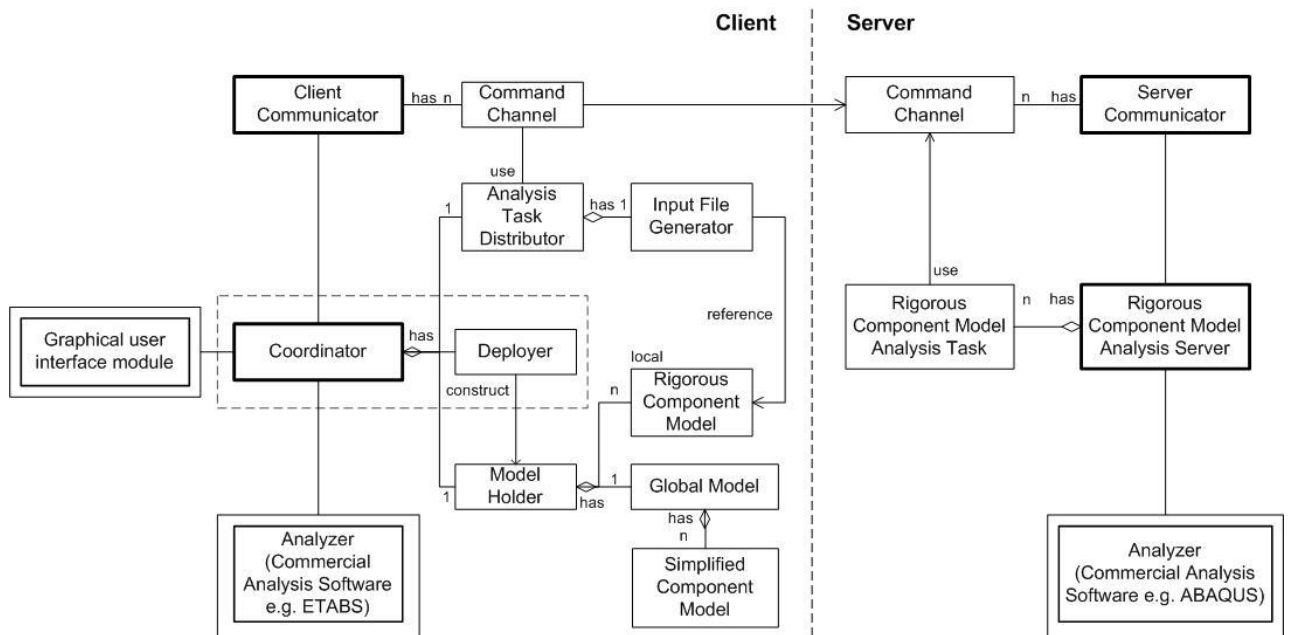 Client
Server
Client
Communicator
has n
Command
Channel
Command
Channel
n has
Server
Communicator
use
1
Analysis
Task
Distributor
has 1
Input File
Generator
reference
use
Rigorous
Component Model
Analysis Task
n has
Rigorous
Component Model
Analysis Server
Graphical user
interface module
Coordinator
has
Deployer
construct
local
n
Rigorous
Component
Model
1
Model
Holder
has
1
Global Model
has
n
Simplified
Component
Model
Analyzer
(Commercial
Analysis Software
e.g. ETABS)
Analyzer
(Commercial Analysis
Software e.g. ABAQUS)